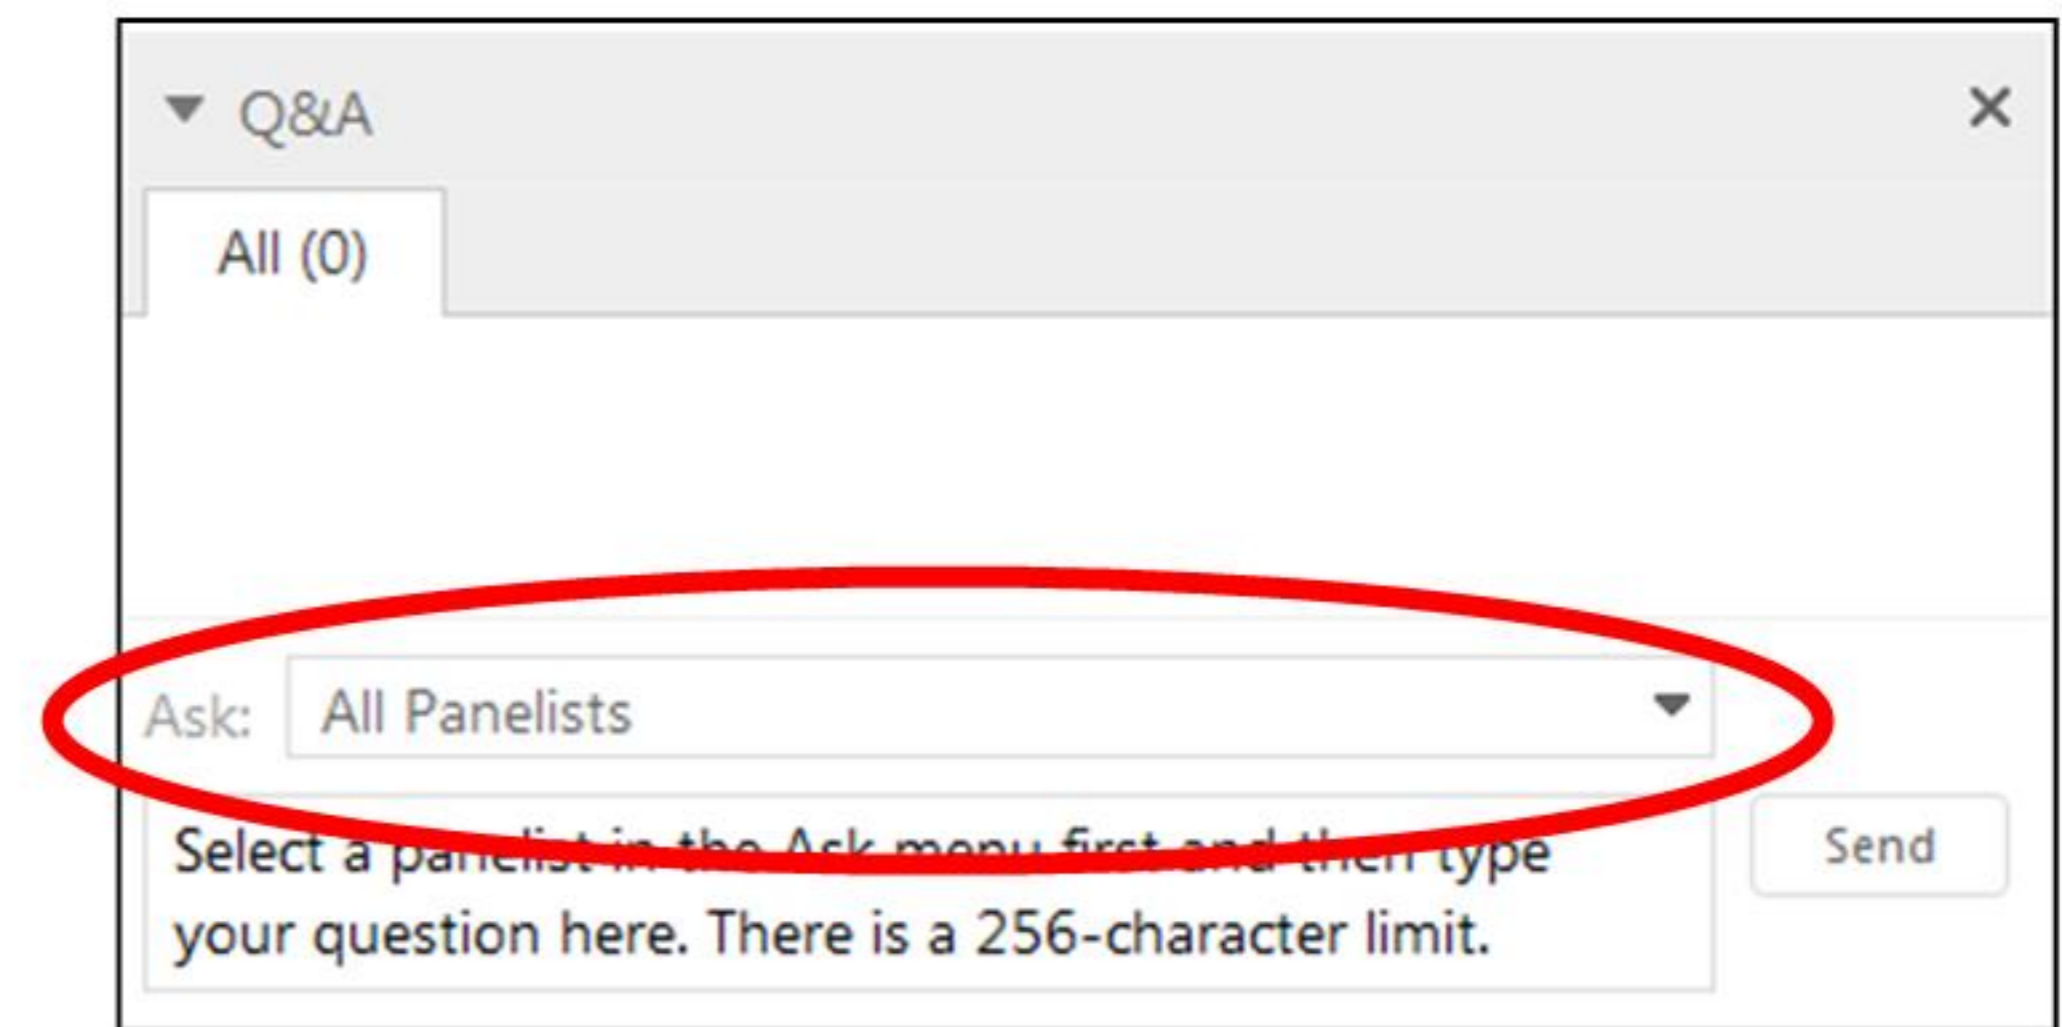 Q&A
All (0)
Ask: All Panelists
Select a panelist in the Ask menu first and then type
your question here. There is a 256-character limit.
Send